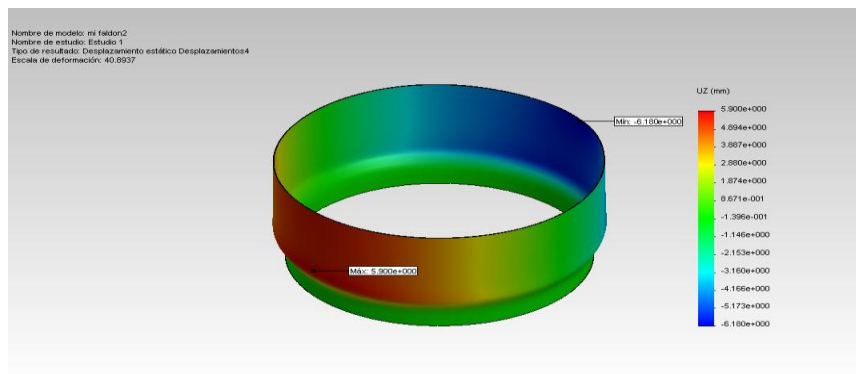 Nombre de modelo: mi faldon2
Nombre de estudio: Estudio 1
Tipo de resultado: Desplazamiento estático Desplazamientos4
Escala de deformación: 40.8937
UZ (mm)
5.900e+000
Mín: -6.180e+000
4.894e+000
3.887e+000
2.880e+000
1.874e+000
8.671e-001
-1.396e-001
-1.146e+000
-2.153e+000
-3.160e+000
Máx: 5.900e+000
-4.166e+000
-5.173e+000
-6.180e+000